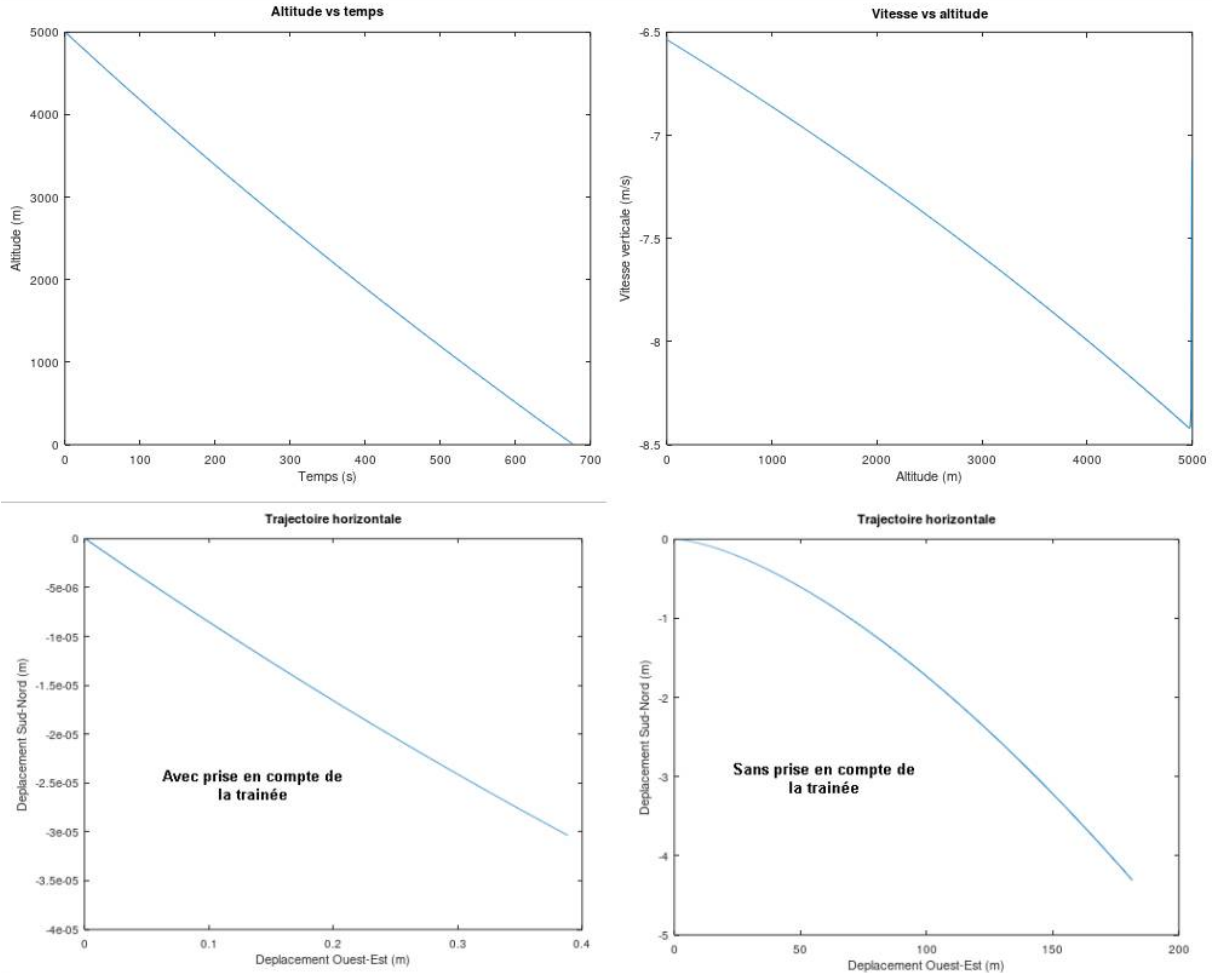 Altitude vs temps
5000
4000
3000
2000
1000
0
Altitude (m)
0 100 200 300 400 500 600 700
Temps (s)
Vitesse vs altitude
-6.5
-7
-7.5
-8
-8.5
Vitesse verticale (m/s)
0 1000 2000 3000 4000 5000
Altitude (m)
Trajectoire horizontale
0
-5e-06
-1e-05
-1.5e-05
-2e-05
-2.5e-05
-3e-05
-3.5e-05
-4e-05
Deplacement Sud-Nord (m)
Avec prise en compte de
la trainée
0 0.1 0.2 0.3 0.4
Deplacement Ouest-Est (m)
Trajectoire horizontale
0
-1
-2
-3
-4
-5
Deplacement Sud-Nord (m)
Sans prise en compte de
la trainée
0 50 100 150 200
Deplacement Ouest-Est (m)